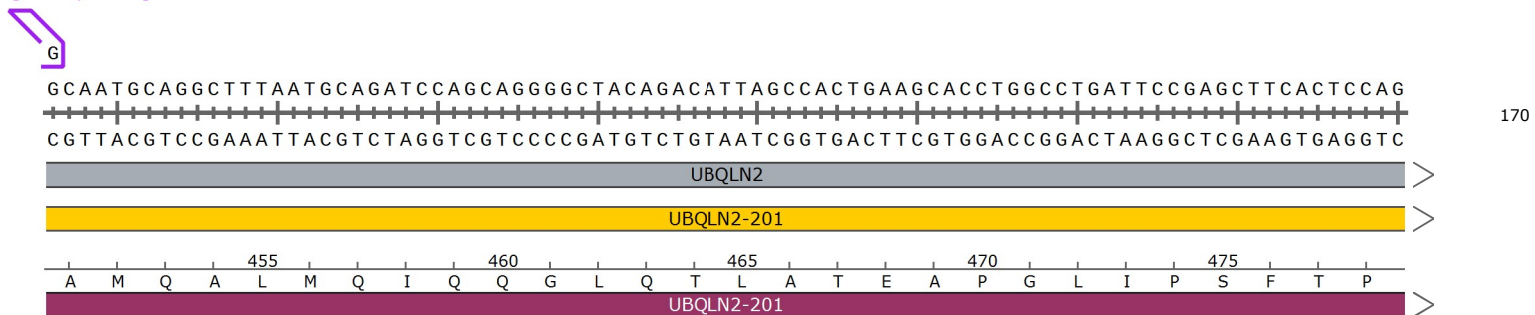 G
GCAATGCAGGCTTTAATGCAGATCCAGCAGGGGCTACAGACATTAGCCACTGAAGCACCTGGCCTGATTCCGAGCTTCACTCCAG
170
CGTTACGTCCGAAATTACGTCTAGGTCGTCCCCGATGTCTGTAATCGGTGACTTCGTGGACCGGACTAAGGCTCGAAGTGAGGTC
UBQLN2
UBQLN2-201
455 460 465 470 475
A M Q A L M Q I Q Q G L Q T L A T E A P G L I P S F T P
UBQLN2-201